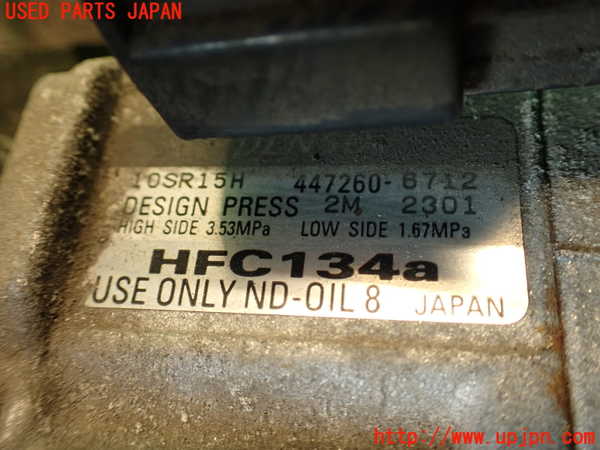 USED PARTS JAPAN
10SR15H 447260-6712
DESIGN PRESS 2M 2301
HIGH SIDE 3.53MPa LOW SIDE 1.67MPa
HFC134a
USE ONLY ND-OIL 8 JAPAN
http://www.upjpn.com/